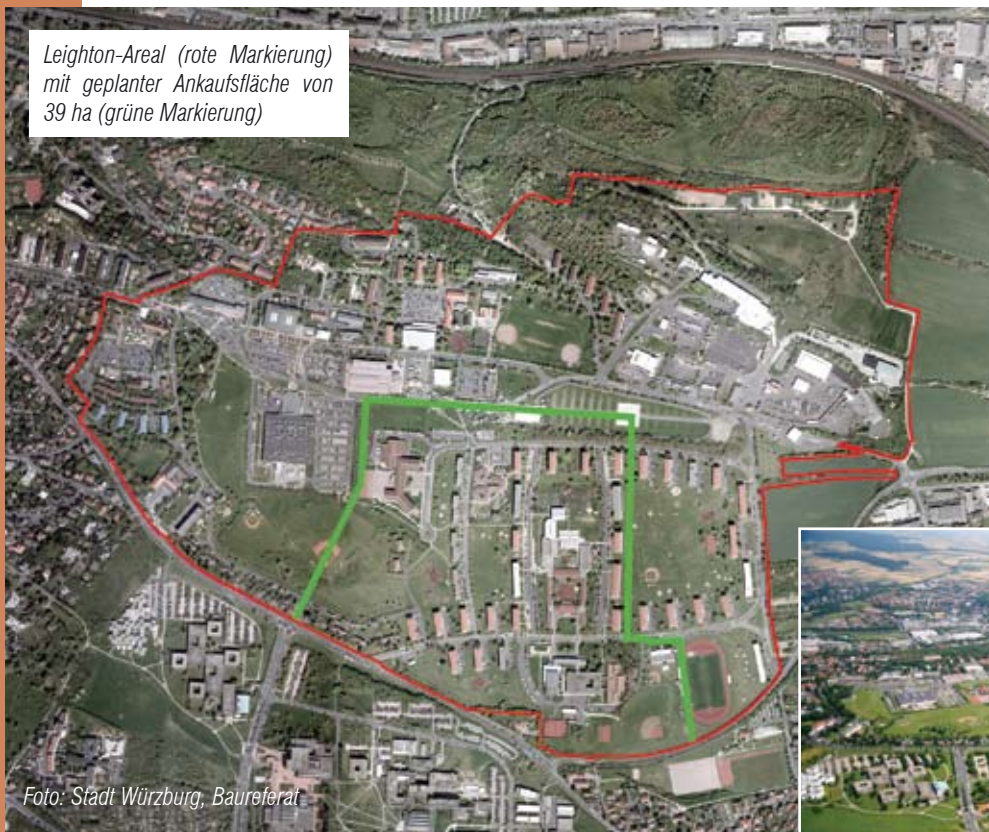 Leighton-Areal (rote Markierung)
mit geplanter Ankaufsfläche von
39 ha (grüne Markierung)
Foto: Stadt Würzburg, Baureferat